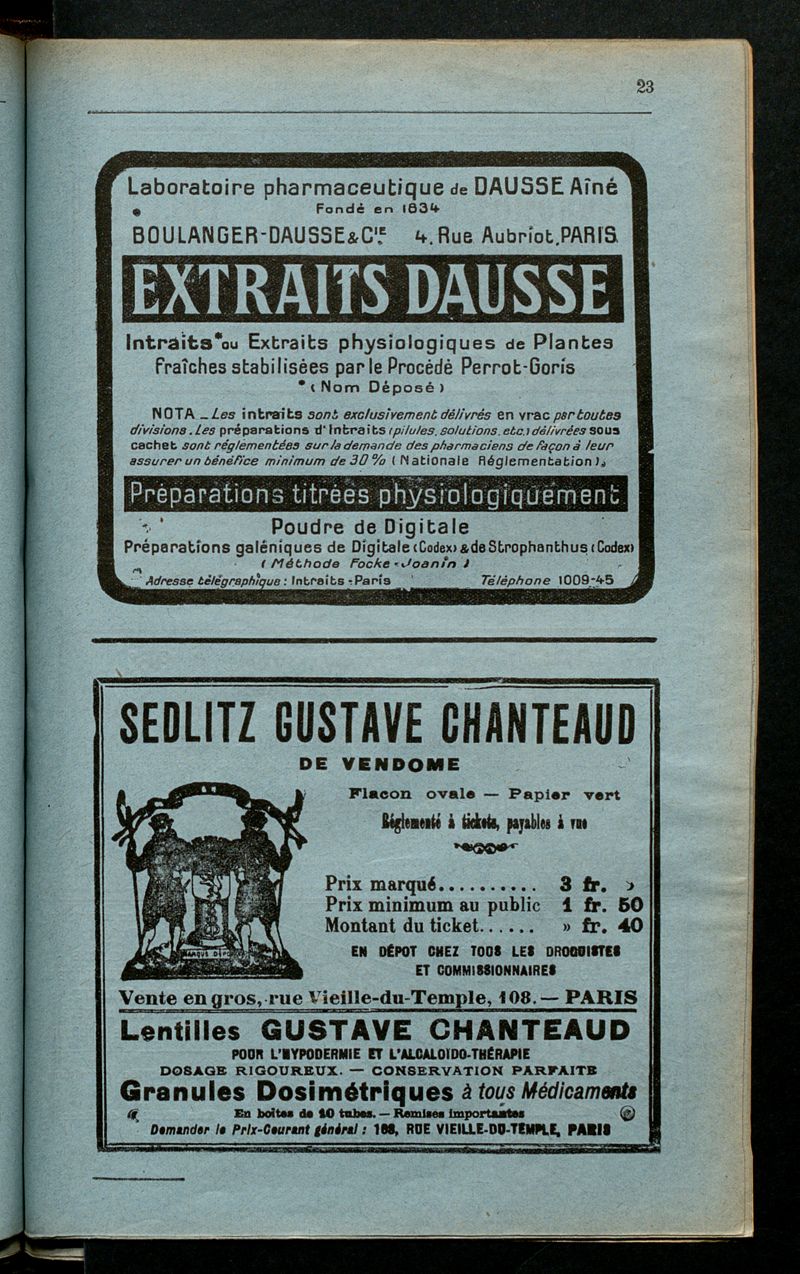 23
Laboratoire pharmaceutique de DAUSSE Aîné
Fondé en 1834
BOULANGER-DAUSSE & Cie. 4. Rue Aubriot. PARIS.
EXTRAITS DAUSSE
Intraits* ou Extraits physiologiques de Plantes
Fraîches stabilisées par le Procédé Perrot-Goris
* (Nom Déposé)
NOTA _ Les intraits sont exclusivement délivrés en vrac par toutes
divisions. Les préparations d'Intraits (pilules. solutions. etc.) délivrées sous
cachet sont réglementées sur la demande des pharmaciens de façon à leur
assurer un bénéfice minimum de 30 % (Nationale Réglementation).
Préparations titrées physiologiquement
Poudre de Digitale
Préparations galéniques de Digitale (Codex) & de Strophanthus (Codex)
(Méthode Focke-Joanin)
Adresse télégraphique : Intraits-Paris Téléphone 1009-45
SEDLITZ GUSTAVE CHANTEAUD
DE VENDOME
Flacon ovale — Papier vert
Réglementé à tickets, payables à vue
Prix marqué........... 3 fr. »
Prix minimum au public 1 fr. 50
Montant du ticket...... » fr. 40
EN DÉPOT CHEZ TOUS LES DROGUISTES
ET COMMISSIONNAIRES
MARQUE DÉPO
Vente en gros, rue Vieille-du-Temple, 108. — PARIS
Lentilles GUSTAVE CHANTEAUD
POUR L'HYPODERMIE ET L'ALCALOIDO-THÉRAPIE
DOSAGE RIGOUREUX. — CONSERVATION PARFAITE
Granules Dosimétriques à tous Médicaments
En boîtes de 10 tubes. — Remises importantes
Demander le Prix-Courant général : 108, RUE VIEILLE-DU-TEMPLE, PARIS